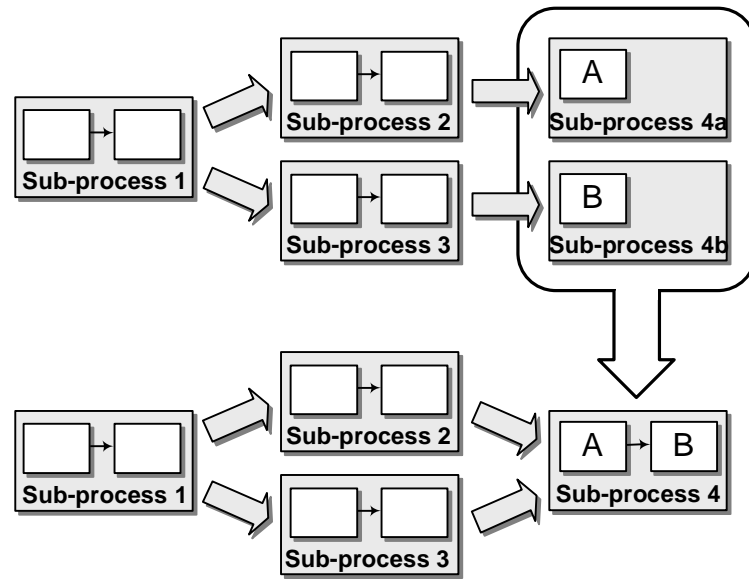 A
Sub-process 2
Sub-process 4a
Sub-process 1
B
Sub-process 3
Sub-process 4b
A B
Sub-process 2
Sub-process 1
Sub-process 4
Sub-process 3